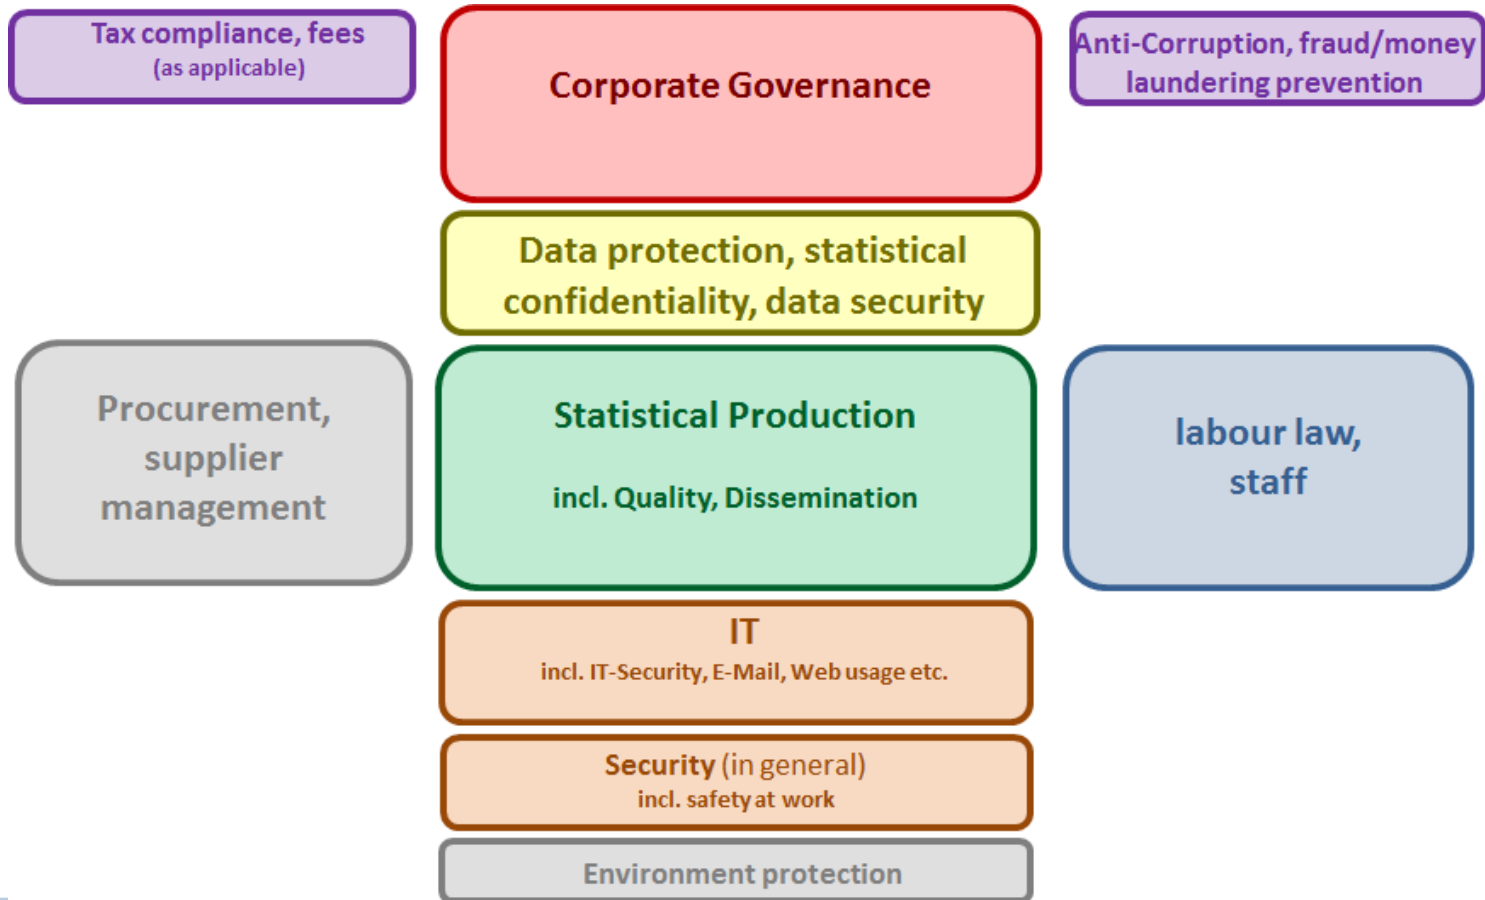 Tax compliance, fees
(as applicable)
Corporate Governance
Anti-Corruption, fraud/money
laundering prevention
Data protection, statistical
confidentiality, data security
Procurement,
supplier
management
Statistical Production
incl. Quality, Dissemination
labour law,
staff
IT
incl. IT-Security, E-Mail, Web usage etc.
Security (in general)
incl. safety at work
Environment protection